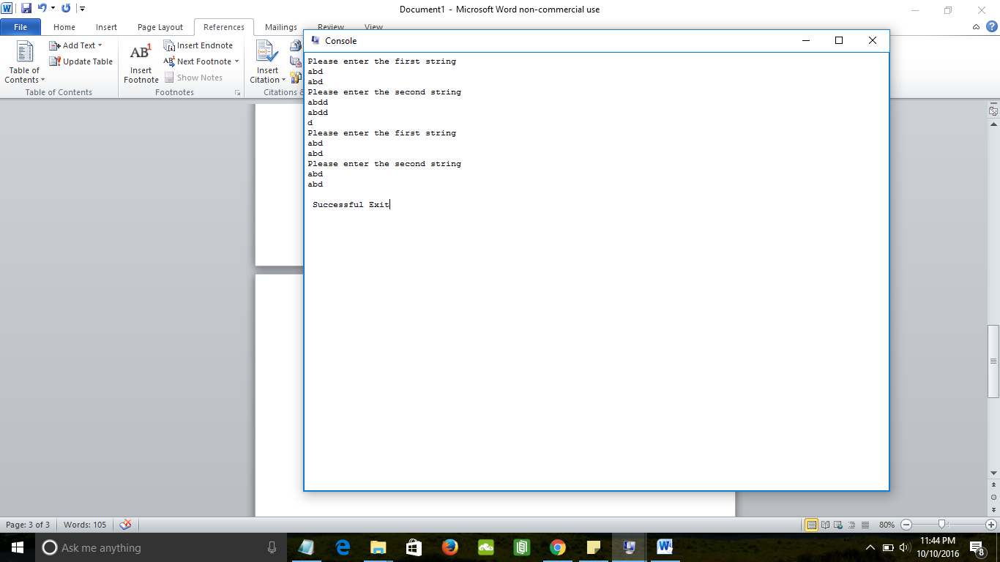 Document1 - Microsoft Word non-commercial use
File Home Insert Page Layout References Mailings Review View
Table of Contents
Add Text
Update Table
Table of Contents
AB1
Insert Footnote
Insert Endnote
AB1 Next Footnote
Show Notes
Footnotes
Insert Citation
Citations &
Console
Please enter the first string
abd
abd
Please enter the second string
abdd
abdd
d
Please enter the first string
abd
abd
Please enter the second string
abd
abd
Successful Exit
Page: 3 of 3 Words: 105 80%
Ask me anything
11:44 PM
10/10/2016
8